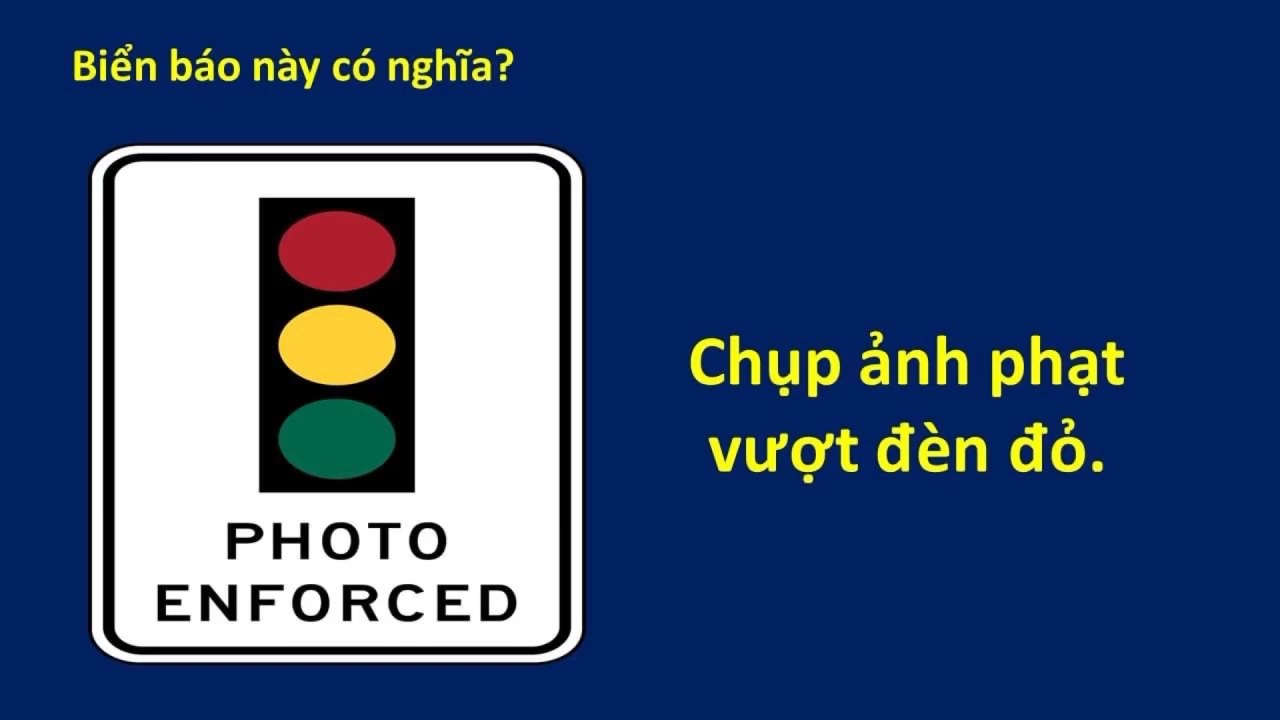 Biển báo này có nghĩa?
PHOTO
ENFORCED
Chụp ảnh phạt
vượt đèn đỏ.